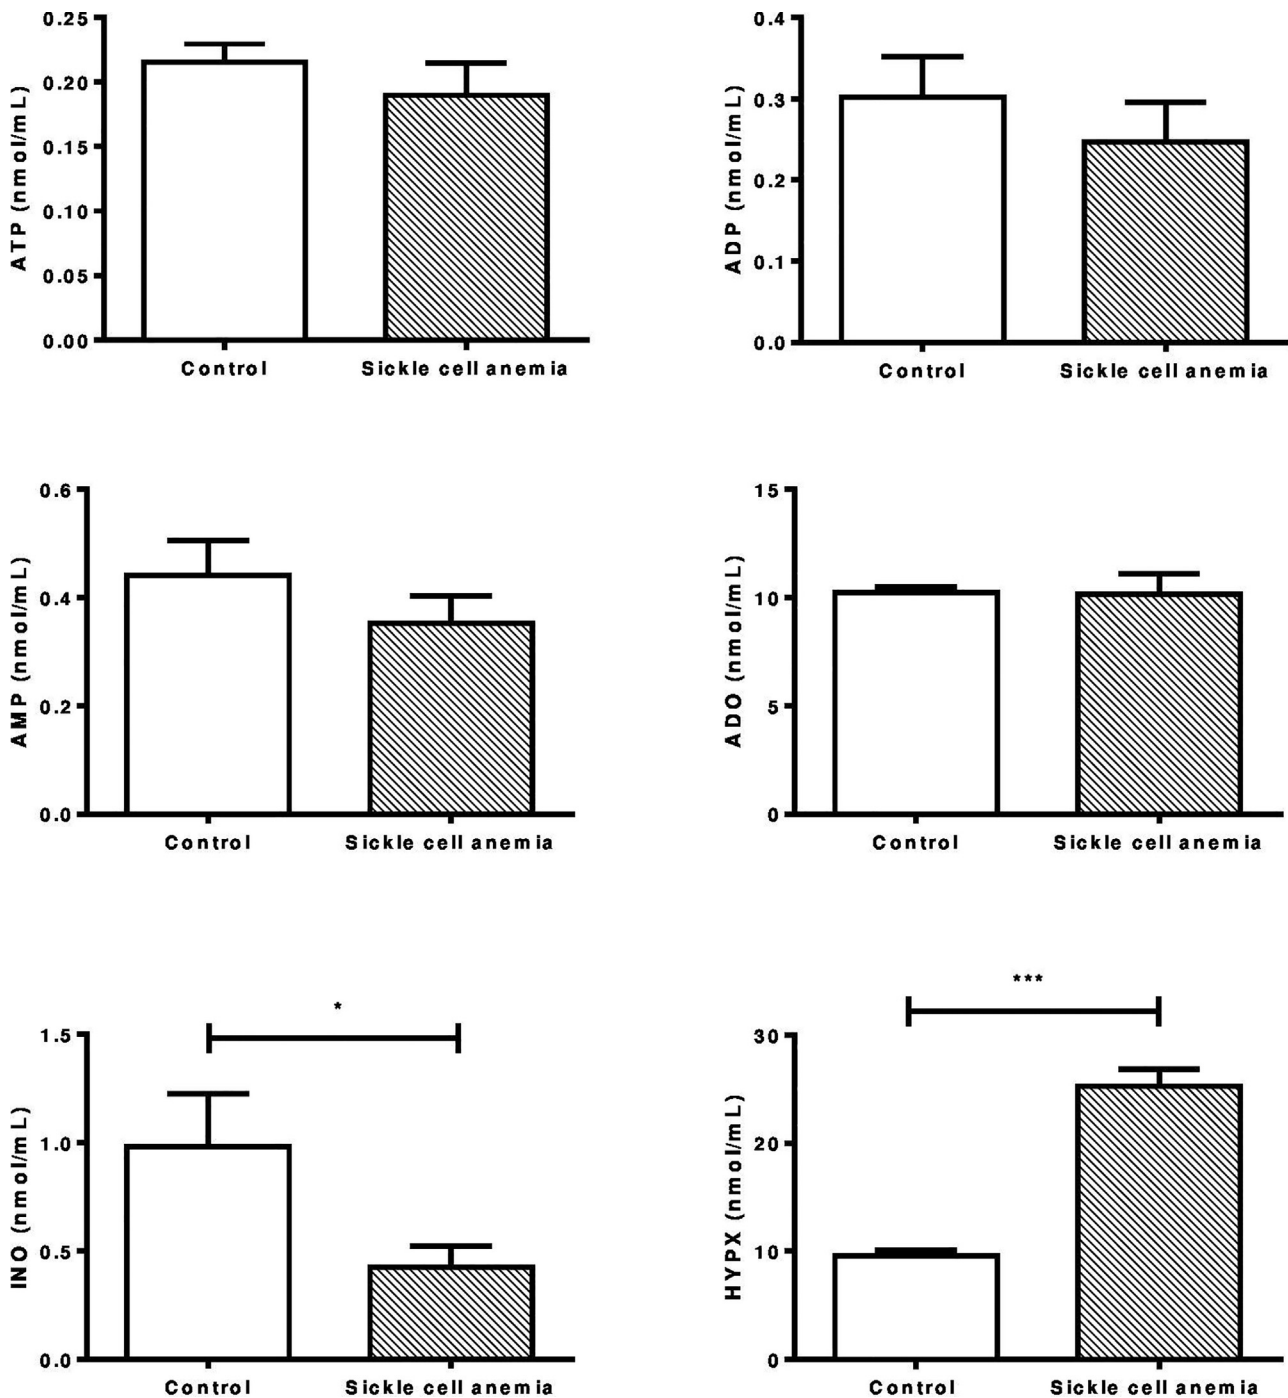 ATP (nmol/mL)
0.25
0.20
0.15
0.10
0.05
0.00
Control
Sickle cell anemia
ADP (nmol/mL)
0.4
0.3
0.2
0.1
0.0
Control
Sickle cell anemia
AMP (nmol/mL)
0.6
0.4
0.2
0.0
Control
Sickle cell anemia
ADO (nmol/mL)
15
10
5
0
Control
Sickle cell anemia
INO (nmol/mL)
1.5
1.0
0.5
0.0
*
Control
Sickle cell anemia
HYPX (nmol/mL)
30
20
10
0
***
Control
Sickle cell anemia